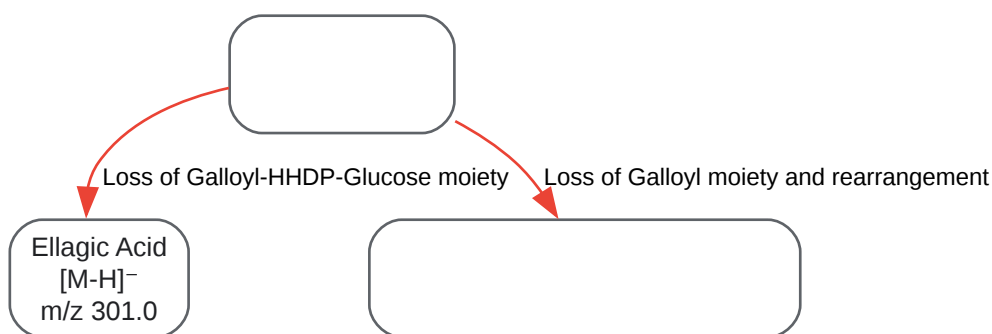 Loss of Galloyl-HHDP-Glucose moiety
Loss of Galloyl moiety and rearrangement
Ellagic Acid
[M-H]⁻
m/z 301.0